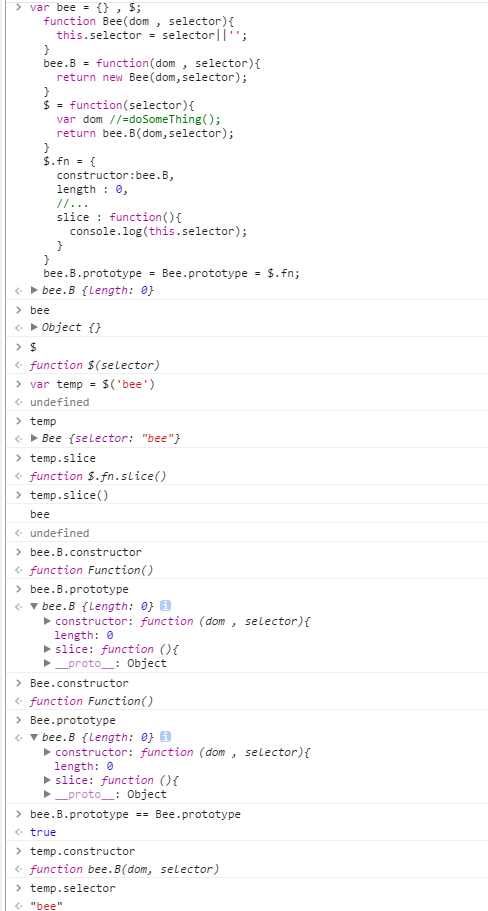 > var bee = {} , $;
function Bee(dom , selector){
this.selector = selector||'';
}
bee.B = function(dom , selector){
return new Bee(dom,selector);
}
$ = function(selector){
var dom //=doSomeThing();
return bee.B(dom,selector);
}
$.fn = {
constructor:bee.B,
length : 0,
//...
slice : function(){
console.log(this.selector);
}
}
bee.B.prototype = Bee.prototype = $.fn;
<· ▶ bee.B {length: 0}
> bee
<· ▶ Object {}
> $
<· function $(selector)
> var temp = $('bee')
<· undefined
> temp
<· ▶ Bee {selector: "bee"}
> temp.slice
<· function $.fn.slice()
> temp.slice()
bee
<· undefined
> bee.B.constructor
<· function Function()
> bee.B.prototype
<· ▼ bee.B {length: 0} i
▶ constructor: function (dom , selector){
length: 0
▶ slice: function (){
▶ __proto__: Object
> Bee.constructor
<· function Function()
> Bee.prototype
<· ▼ bee.B {length: 0} i
▶ constructor: function (dom , selector){
length: 0
▶ slice: function (){
▶ __proto__: Object
> bee.B.prototype == Bee.prototype
<· true
> temp.constructor
<· function bee.B(dom, selector)
> temp.selector
<· "bee"